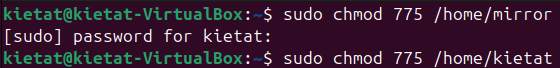 kietat@kietat-VirtualBox:~$ sudo chmod 775 /home/mirror
[sudo] password for kietat:
kietat@kietat-VirtualBox:~$ sudo chmod 775 /home/kietat